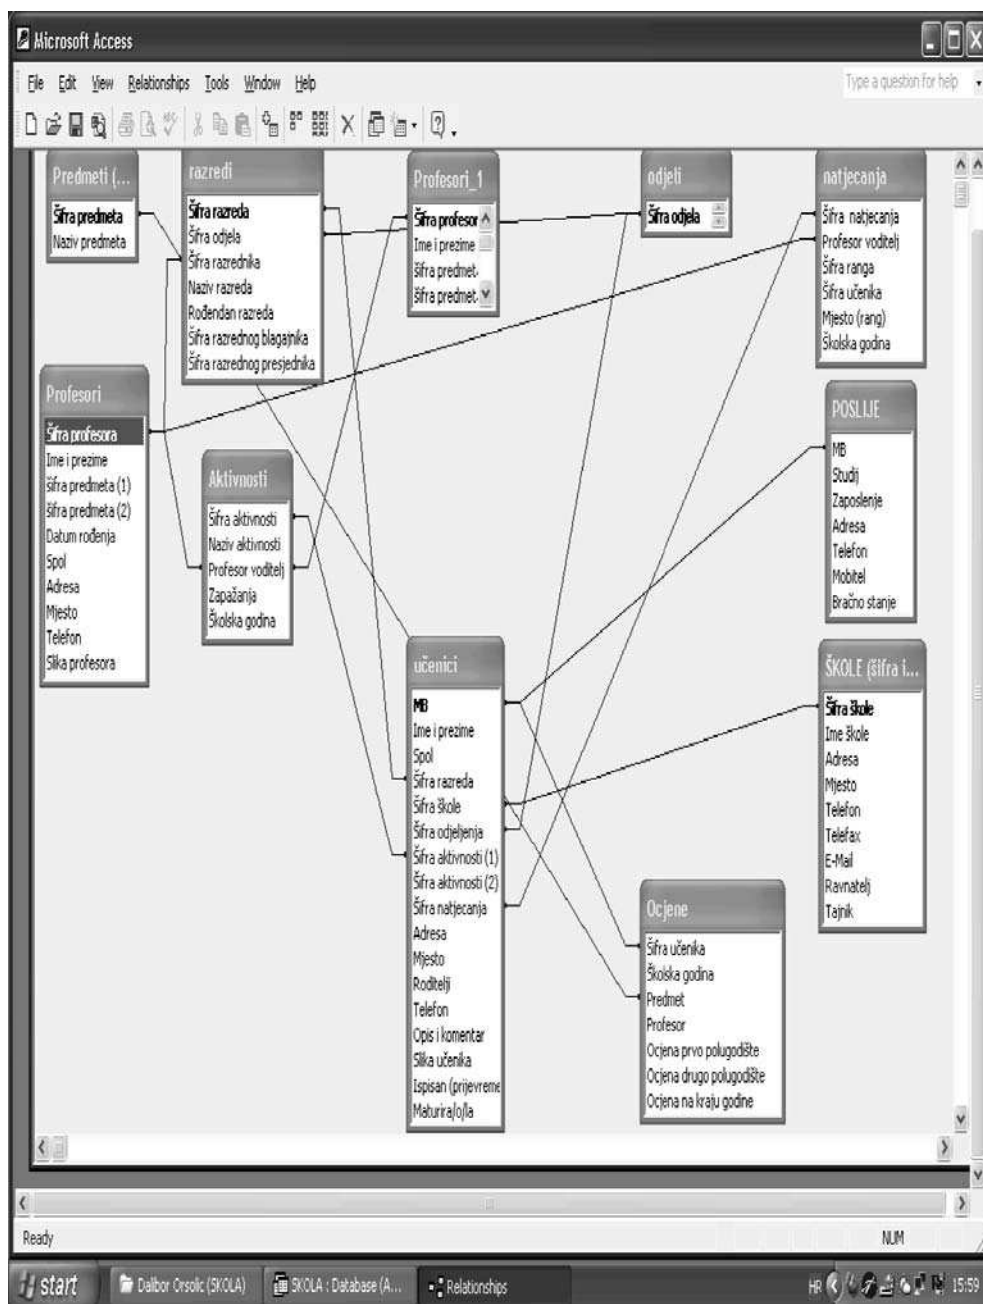 Microsoft Access
File Edit View Relationships Tools Window Help
Type a question for help
Predmeti (...
Šifra predmeta
Naziv predmeta
razredi
Šifra razreda
Šifra odjela
Šifra razrednika
Naziv razreda
Rođendan razreda
Šifra razrednog blagajnika
Šifra razrednog presjednika
Profesori_1
Šifra profesor
Ime i prezime
šifra predmet
šifra predmet
odjeli
Šifra odjela
natjecanja
Šifra natjecanja
Profesor voditelj
Šifra ranga
Šifra učenika
Mjesto (rang)
Školska godina
Profesori
Šifra profesora
Ime i prezime
šifra predmeta (1)
šifra predmeta (2)
Datum rođenja
Spol
Adresa
Mjesto
Telefon
Slika profesora
Aktivnosti
Šifra aktivnosti
Naziv aktivnosti
Profesor voditelj
Zapažanja
Školska godina
POSLIJE
MB
Studij
Zaposlenje
Adresa
Telefon
Mobitel
Bračno stanje
učenici
MB
Ime i prezime
Spol
Šifra razreda
Šifra škole
Šifra odjeljenja
Šifra aktivnosti (1)
Šifra aktivnosti (2)
Šifra natjecanja
Adresa
Mjesto
Roditelji
Telefon
Opis i komentar
Slika učenika
Ispisan (prijevreme
Maturira/o/la
ŠKOLE (šifra i...
Šifra škole
Ime škole
Adresa
Mjesto
Telefon
Telefax
E-Mail
Ravnatelj
Tajnik
Ocjene
Šifra učenika
Školska godina
Predmet
Profesor
Ocjena prvo polugodište
Ocjena drugo polugodište
Ocjena na kraju godine
Ready
NUM
start
Dalibor Orsolic (SKOLA)
SKOLA : Database (A...
Relationships
HR
15:59